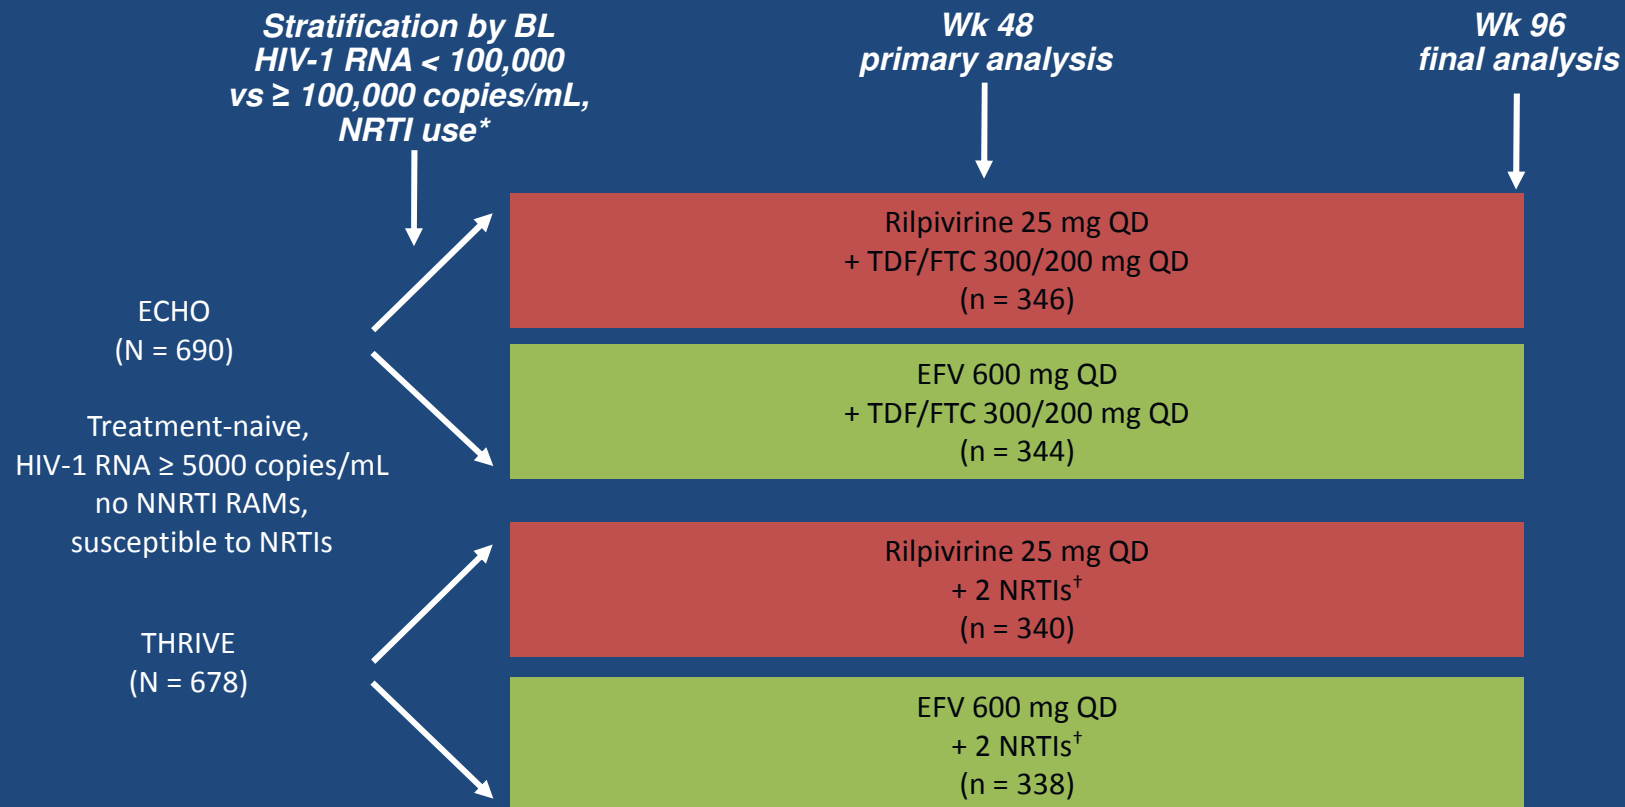 Stratification by BL
HIV-1 RNA < 100,000
vs ≥ 100,000 copies/mL,
NRTI use*
Wk 48
primary analysis
Wk 96
final analysis
ECHO
(N = 690)
Treatment-naive,
HIV-1 RNA ≥ 5000 copies/mL
no NNRTI RAMs,
susceptible to NRTIs
THRIVE
(N = 678)
Rilpivirine 25 mg QD
+ TDF/FTC 300/200 mg QD
(n = 346)
EFV 600 mg QD
+ TDF/FTC 300/200 mg QD
(n = 344)
Rilpivirine 25 mg QD
+ 2 NRTIs†
(n = 340)
EFV 600 mg QD
+ 2 NRTIs†
(n = 338)